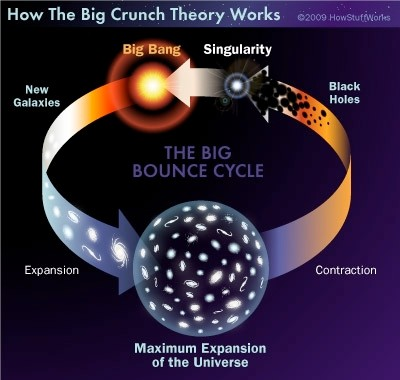 How The Big Crunch Theory Works
©2009 HowStuffWorks
Big Bang
Singularity
New
Galaxies
Black
Holes
THE BIG
BOUNCE CYCLE
Expansion
Contraction
Maximum Expansion
of the Universe